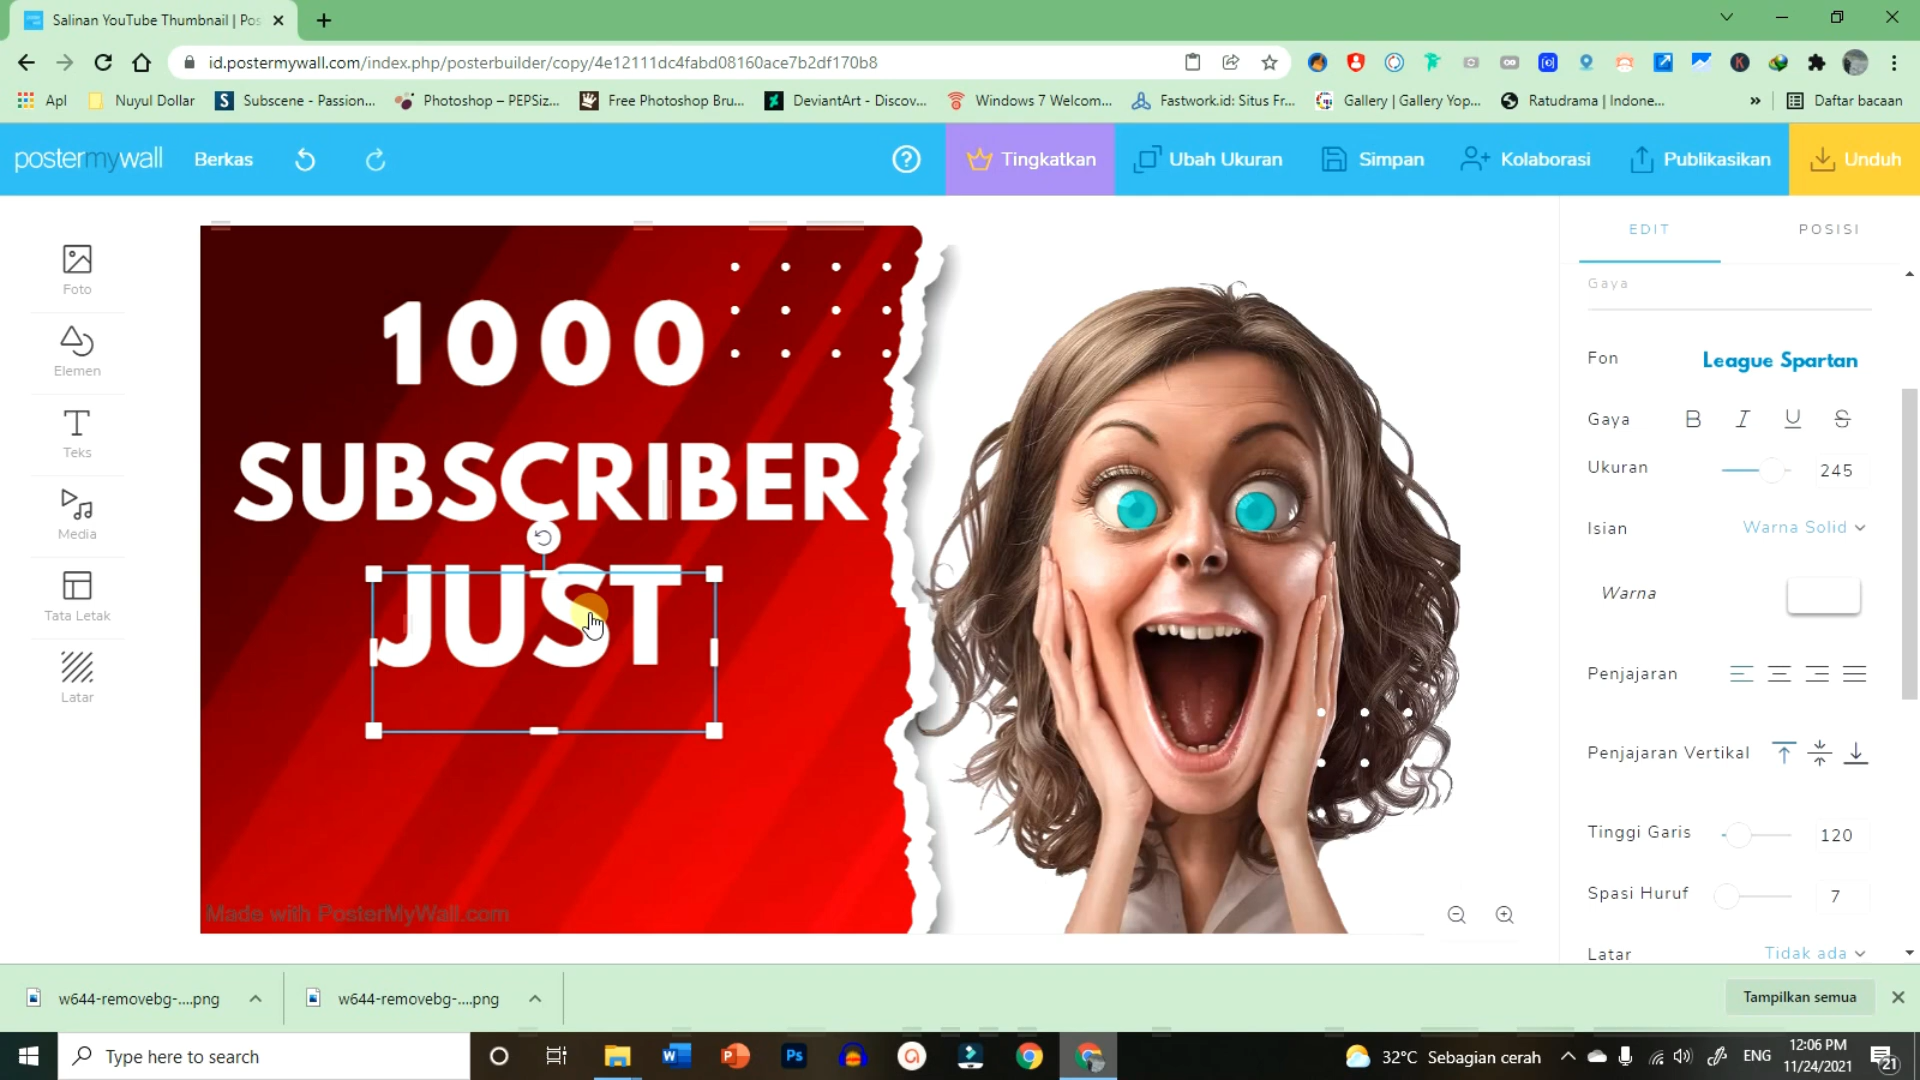 Salinan YouTube Thumbnail | Pos
id.postermywall.com/index.php/posterbuilder/copy/4e12111dc4fabd08160ace7b2df170b8
Apl
Nuyul Dollar
Subscene - Passion...
Photoshop – PEPSiz...
Free Photoshop Bru...
DeviantArt - Discov...
Windows 7 Welcom...
Fastwork.id: Situs Fr...
Gallery | Gallery Yop...
Ratudrama | Indone...
»
Daftar bacaan
postermywall
Berkas
Tingkatkan
Ubah Ukuran
Simpan
Kolaborasi
Publikasikan
Unduh
Foto
Elemen
Teks
Media
Tata Letak
Latar
1000
SUBSCRIBER
JUST
Made with PosterMyWall.com
EDIT
POSISI
Gaya
Fon
League Spartan
Gaya
B I U S
Ukuran
245
Isian
Warna Solid
Warna
Penjajaran
Penjajaran Vertikal
Tinggi Garis
120
Spasi Huruf
7
Latar
Tidak ada
w644-removebg-....png
w644-removebg-....png
Tampilkan semua
Type here to search
32°C Sebagian cerah
ENG
12:06 PM
11/24/2021
21